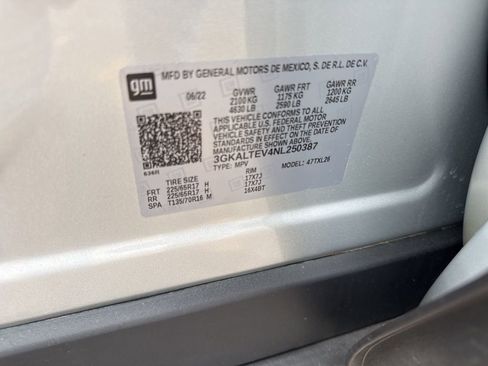 gm
MFD BY GENERAL MOTORS DE MEXICO, S. DE R.L. DE C.V.
06/22 GVWR GAWR FRT GAWR RR
2100 KG 1175 KG 1200 KG
4630 LB 2590 LB 2645 LB
THIS VEHICLE CONFORMS TO ALL
APPLICABLE U.S. FEDERAL MOTOR
VEHICLE SAFETY AND THEFT PREVENTION
STANDARDS IN EFFECT ON THE DATE OF
MANUFACTURE SHOWN ABOVE.
3GKALTEV4NL250387
TYPE: MPV MODEL: 4TTXL26
636R
TIRE SIZE RIM
FRT 225/65R17 H 17X7J
RR 225/65R17 H 17X7J
SPA T135/70R16 M 16X4BT